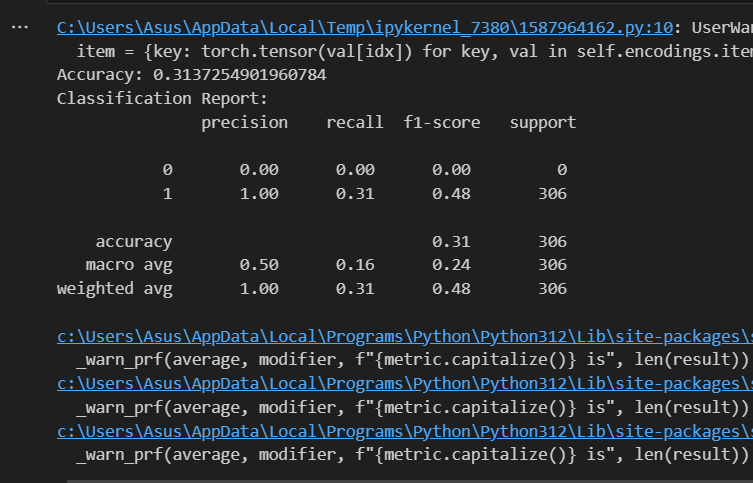 ... C:\Users\Asus\AppData\Local\Temp\ipykernel_7380\1587964162.py:10: UserWar
item = {key: torch.tensor(val[idx]) for key, val in self.encodings.item
Accuracy: 0.3137254901960784
Classification Report:
precision recall f1-score support
0 0.00 0.00 0.00 0
1 1.00 0.31 0.48 306
accuracy 0.31 306
macro avg 0.50 0.16 0.24 306
weighted avg 1.00 0.31 0.48 306
c:\Users\Asus\AppData\Local\Programs\Python\Python312\Lib\site-packages\s
_warn_prf(average, modifier, f"{metric.capitalize()} is", len(result))
c:\Users\Asus\AppData\Local\Programs\Python\Python312\Lib\site-packages\s
_warn_prf(average, modifier, f"{metric.capitalize()} is", len(result))
c:\Users\Asus\AppData\Local\Programs\Python\Python312\Lib\site-packages\s
_warn_prf(average, modifier, f"{metric.capitalize()} is", len(result))